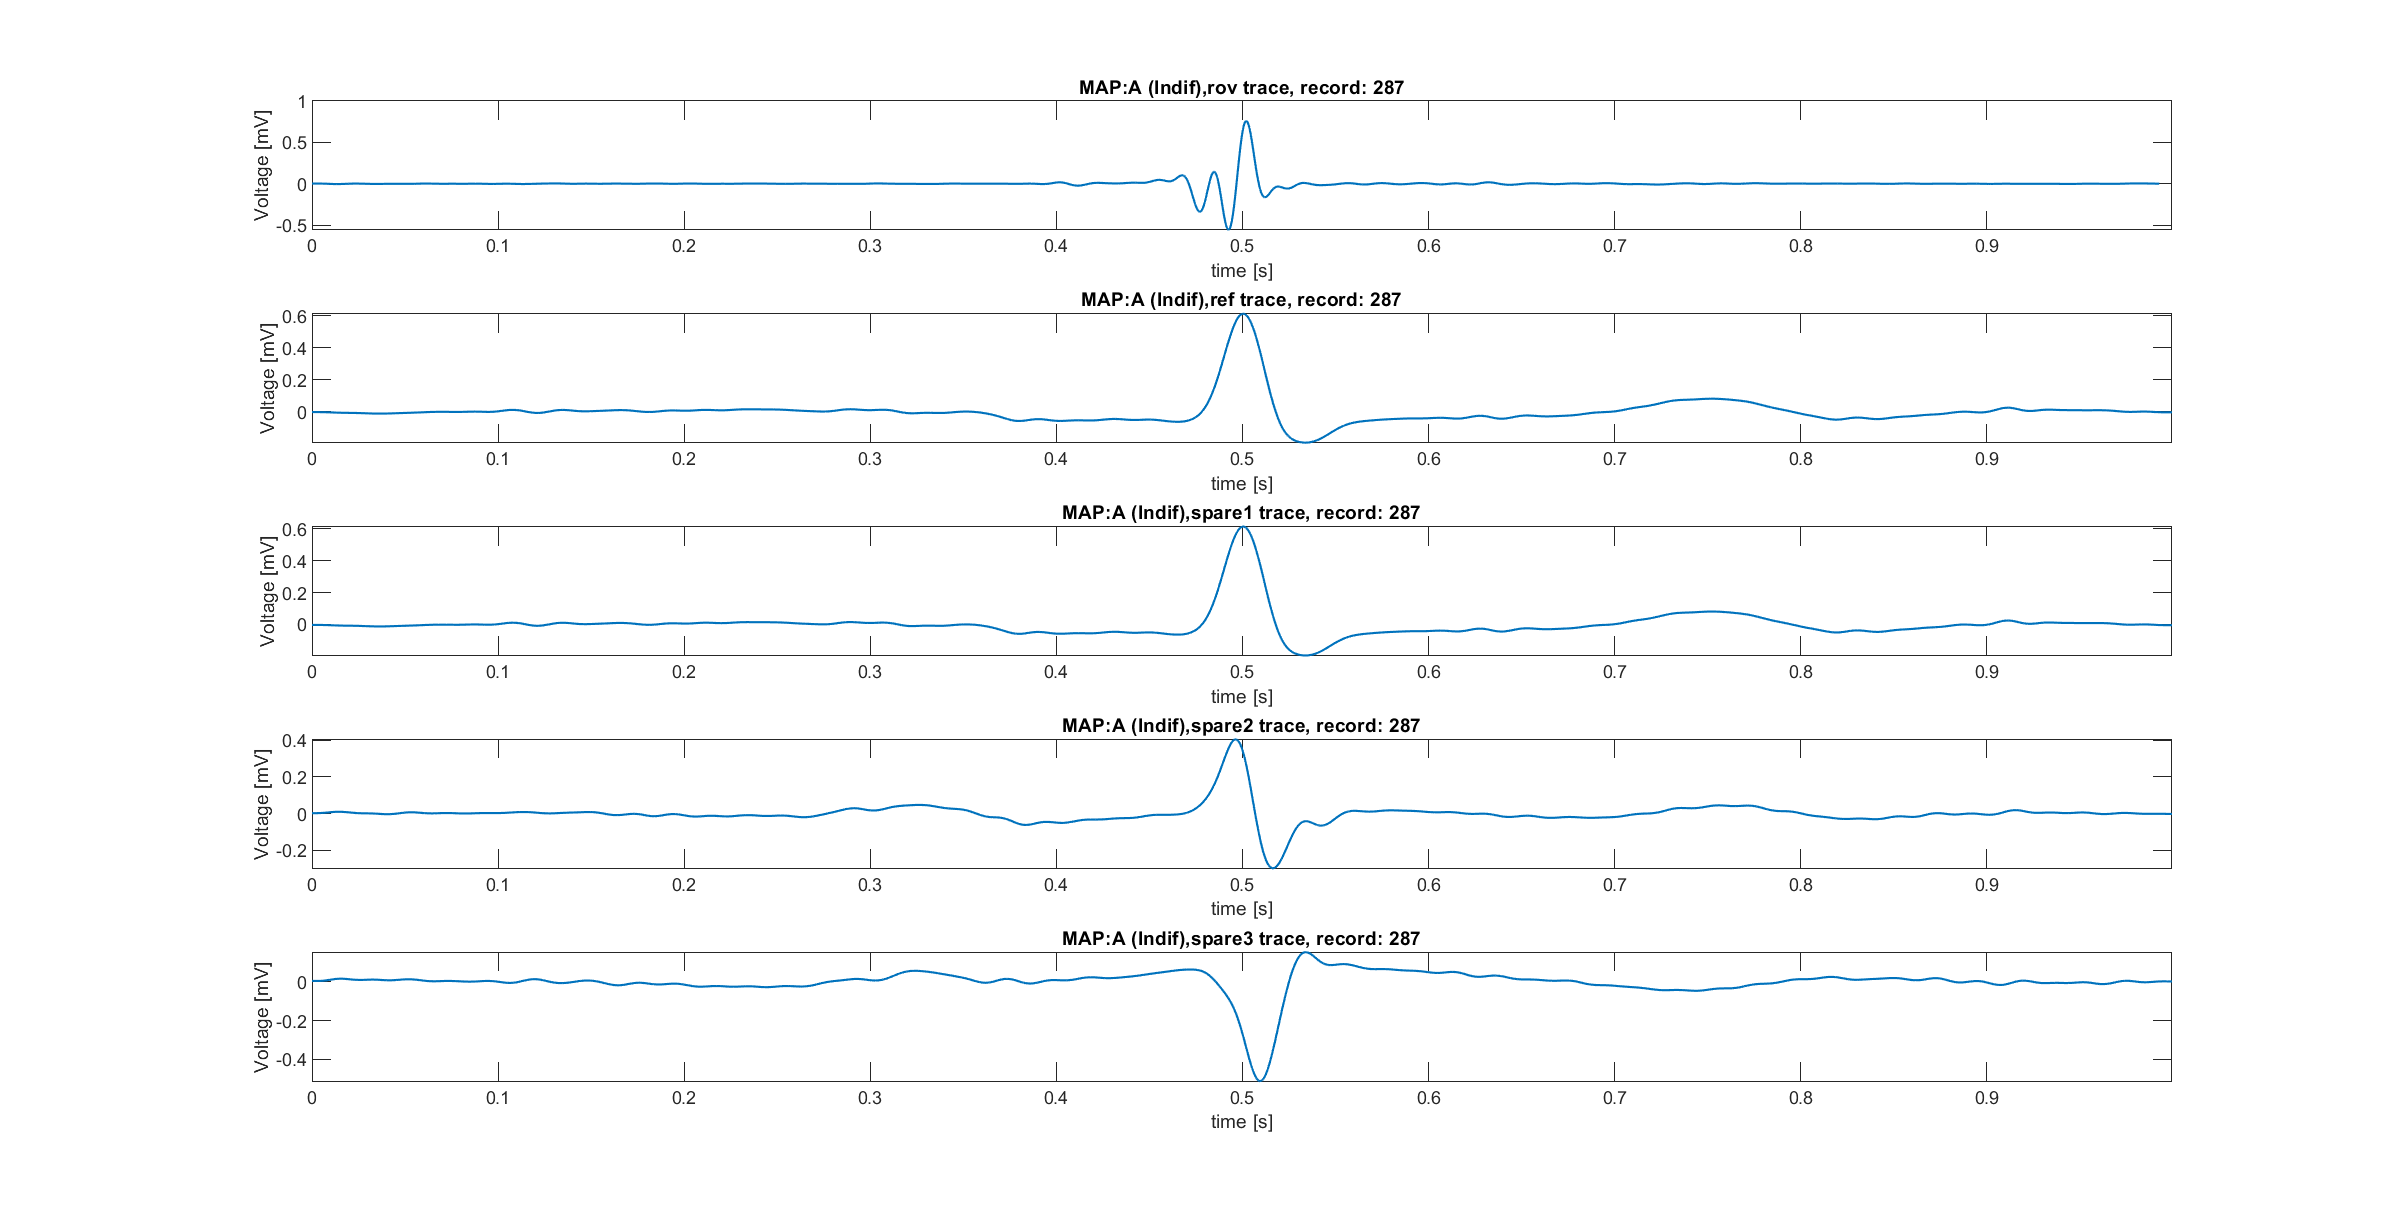 MAP:A (Indif),rov trace, record: 287
Voltage [mV]
1
0.5
0
-0.5
0 0.1 0.2 0.3 0.4 0.5 0.6 0.7 0.8 0.9
time [s]
MAP:A (Indif),ref trace, record: 287
Voltage [mV]
0.6
0.4
0.2
0
0 0.1 0.2 0.3 0.4 0.5 0.6 0.7 0.8 0.9
time [s]
MAP:A (Indif),spare1 trace, record: 287
Voltage [mV]
0.6
0.4
0.2
0
0 0.1 0.2 0.3 0.4 0.5 0.6 0.7 0.8 0.9
time [s]
MAP:A (Indif),spare2 trace, record: 287
Voltage [mV]
0.4
0.2
0
-0.2
0 0.1 0.2 0.3 0.4 0.5 0.6 0.7 0.8 0.9
time [s]
MAP:A (Indif),spare3 trace, record: 287
Voltage [mV]
0
-0.2
-0.4
0 0.1 0.2 0.3 0.4 0.5 0.6 0.7 0.8 0.9
time [s]